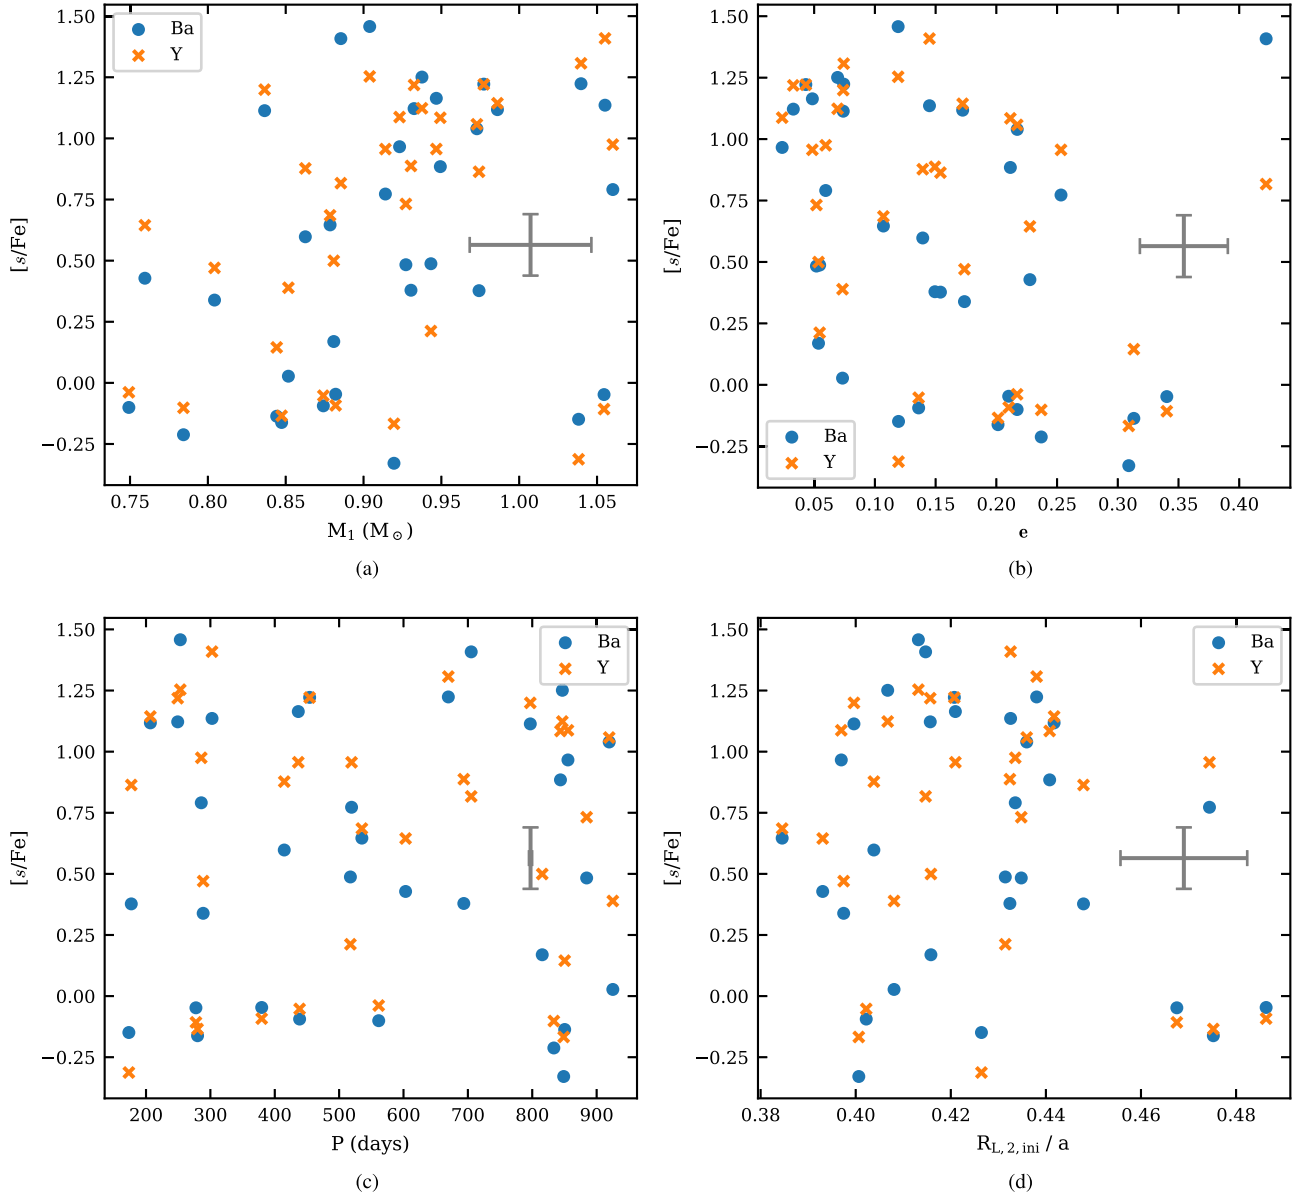 1.50
1.25
1.00
0.75
0.50
0.25
0.00
−0.25
[s/Fe]
Ba
Y
0.75 0.80 0.85 0.90 0.95 1.00 1.05
M1 (M⊙)
(a)
1.50
1.25
1.00
0.75
0.50
0.25
0.00
−0.25
[s/Fe]
Ba
Y
0.05 0.10 0.15 0.20 0.25 0.30 0.35 0.40
e
(b)
1.50
1.25
1.00
0.75
0.50
0.25
0.00
−0.25
[s/Fe]
Ba
Y
200 300 400 500 600 700 800 900
P (days)
(c)
1.50
1.25
1.00
0.75
0.50
0.25
0.00
−0.25
[s/Fe]
Ba
Y
0.38 0.40 0.42 0.44 0.46 0.48
RL, 2, ini / a
(d)